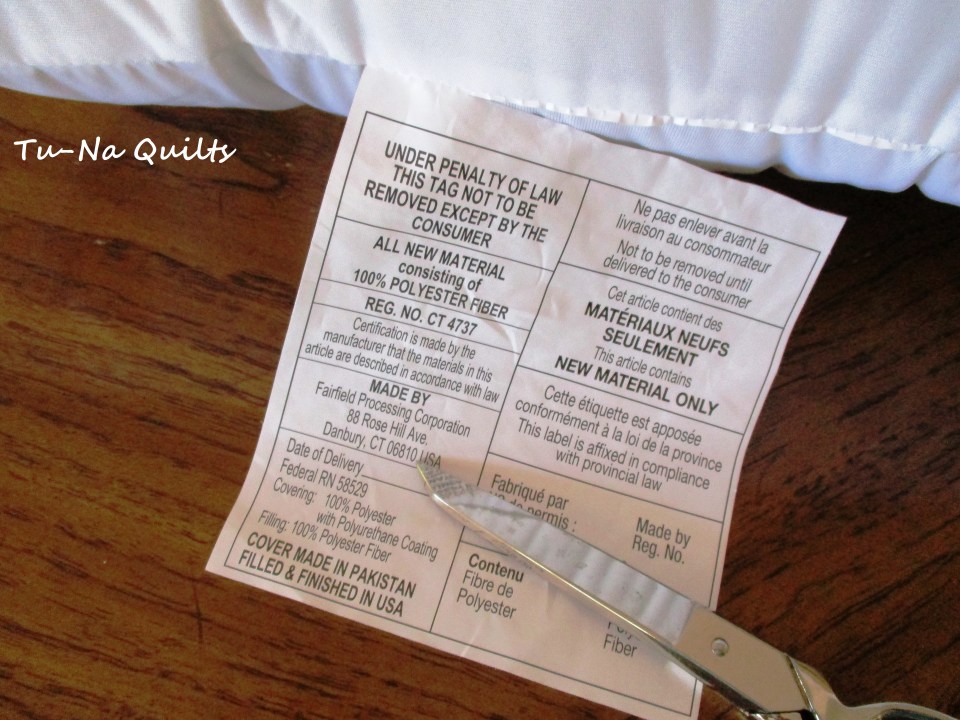 Tu-Na Quilts
UNDER PENALTY OF LAW
THIS TAG NOT TO BE
REMOVED EXCEPT BY THE
CONSUMER
ALL NEW MATERIAL
consisting of
100% POLYESTER FIBER
REG. NO. CT 4737
Certification is made by the
manufacturer that the materials in this
article are described in accordance with law
MADE BY
Fairfield Processing Corporation
88 Rose Hill Ave.
Danbury, CT 06810 USA
Date of Delivery
Federal RN 58529
Covering: 100% Polyester
with Polyurethane Coating
Filling: 100% Polyester Fiber
COVER MADE IN PAKISTAN
FILLED & FINISHED IN USA
Ne pas enlever avant la
livraison au consommateur
Not to be removed until
delivered to the consumer
Cet article contient des
MATÉRIAUX NEUFS
SEULEMENT
This article contains
NEW MATERIAL ONLY
Cette étiquette est apposée
conformément à la loi de la province
This label is affixed in compliance
with provincial law
Fabriqué par
de permis :
Made by
Reg. No.
Contenu
Fibre de
Polyester
Fiber